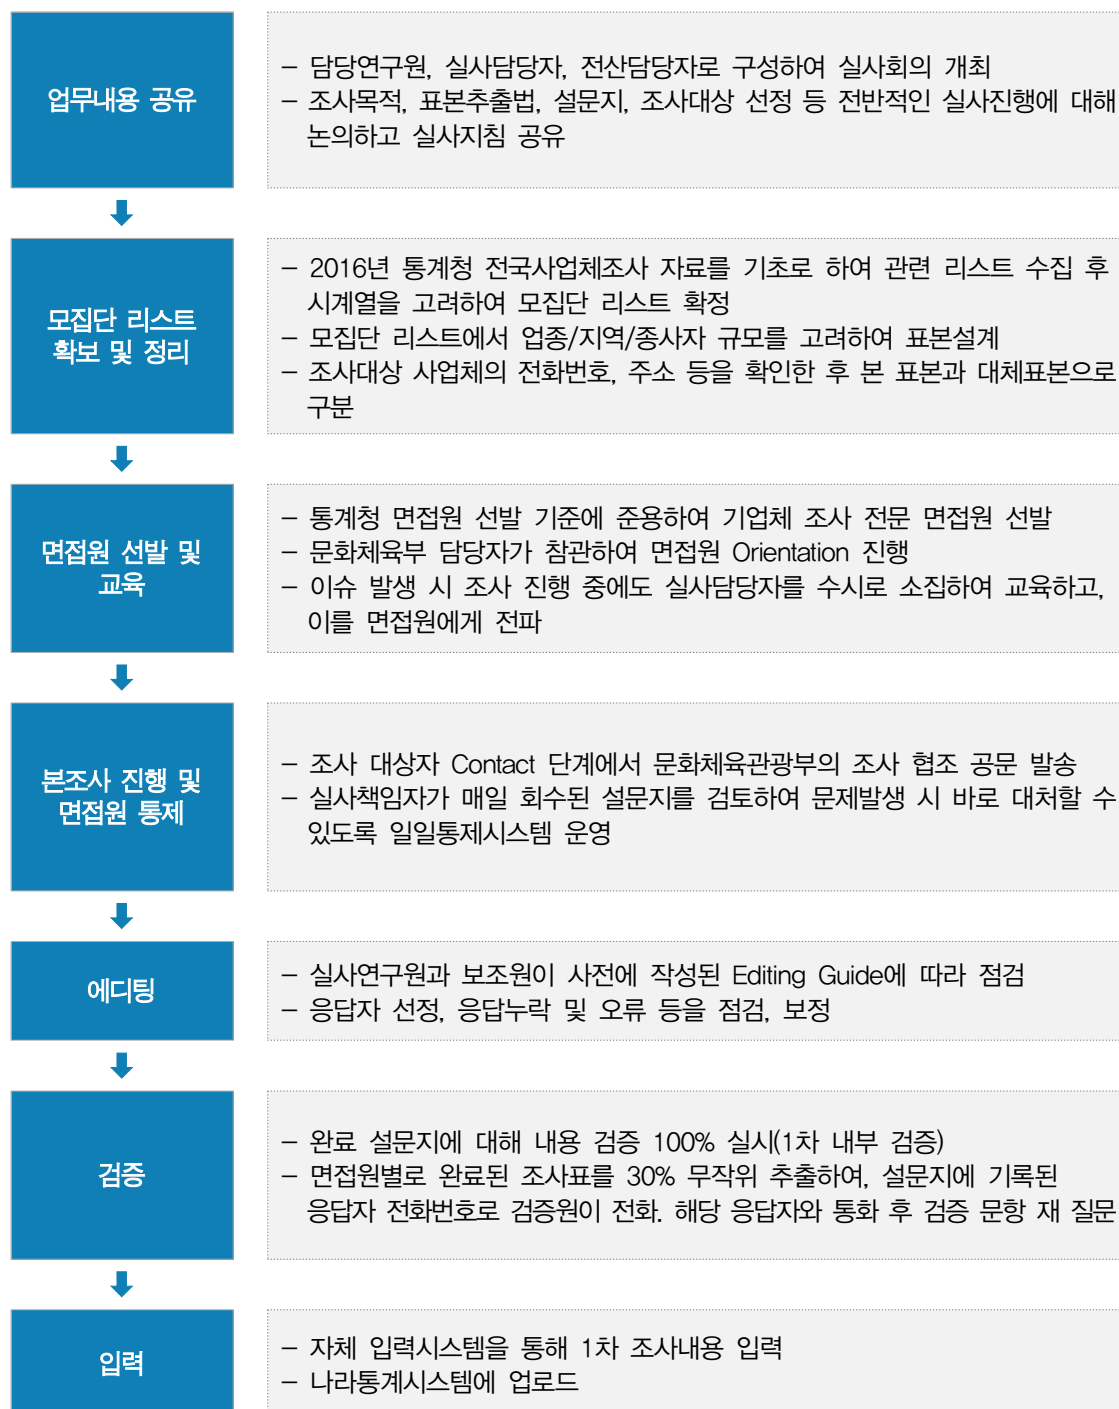 업무내용 공유
– 담당연구원, 실사담당자, 전산담당자로 구성하여 실사회의 개최
– 조사목적, 표본추출법, 설문지, 조사대상 선정 등 전반적인 실사진행에 대해
논의하고 실사지침 공유
모집단 리스트
확보 및 정리
– 2016년 통계청 전국사업체조사 자료를 기초로 하여 관련 리스트 수집 후
시계열을 고려하여 모집단 리스트 확정
– 모집단 리스트에서 업종/지역/종사자 규모를 고려하여 표본설계
– 조사대상 사업체의 전화번호, 주소 등을 확인한 후 본 표본과 대체표본으로
구분
면접원 선발 및
교육
– 통계청 면접원 선발 기준에 준용하여 기업체 조사 전문 면접원 선발
– 문화체육부 담당자가 참관하여 면접원 Orientation 진행
– 이슈 발생 시 조사 진행 중에도 실사담당자를 수시로 소집하여 교육하고,
이를 면접원에게 전파
본조사 진행 및
면접원 통제
– 조사 대상자 Contact 단계에서 문화체육관광부의 조사 협조 공문 발송
– 실사책임자가 매일 회수된 설문지를 검토하여 문제발생 시 바로 대처할 수
있도록 일일통제시스템 운영
에디팅
– 실사연구원과 보조원이 사전에 작성된 Editing Guide에 따라 점검
– 응답자 선정, 응답누락 및 오류 등을 점검, 보정
검증
– 완료 설문지에 대해 내용 검증 100% 실시(1차 내부 검증)
– 면접원별로 완료된 조사표를 30% 무작위 추출하여, 설문지에 기록된
응답자 전화번호로 검증원이 전화. 해당 응답자와 통화 후 검증 문항 재 질문
입력
– 자체 입력시스템을 통해 1차 조사내용 입력
– 나라통계시스템에 업로드